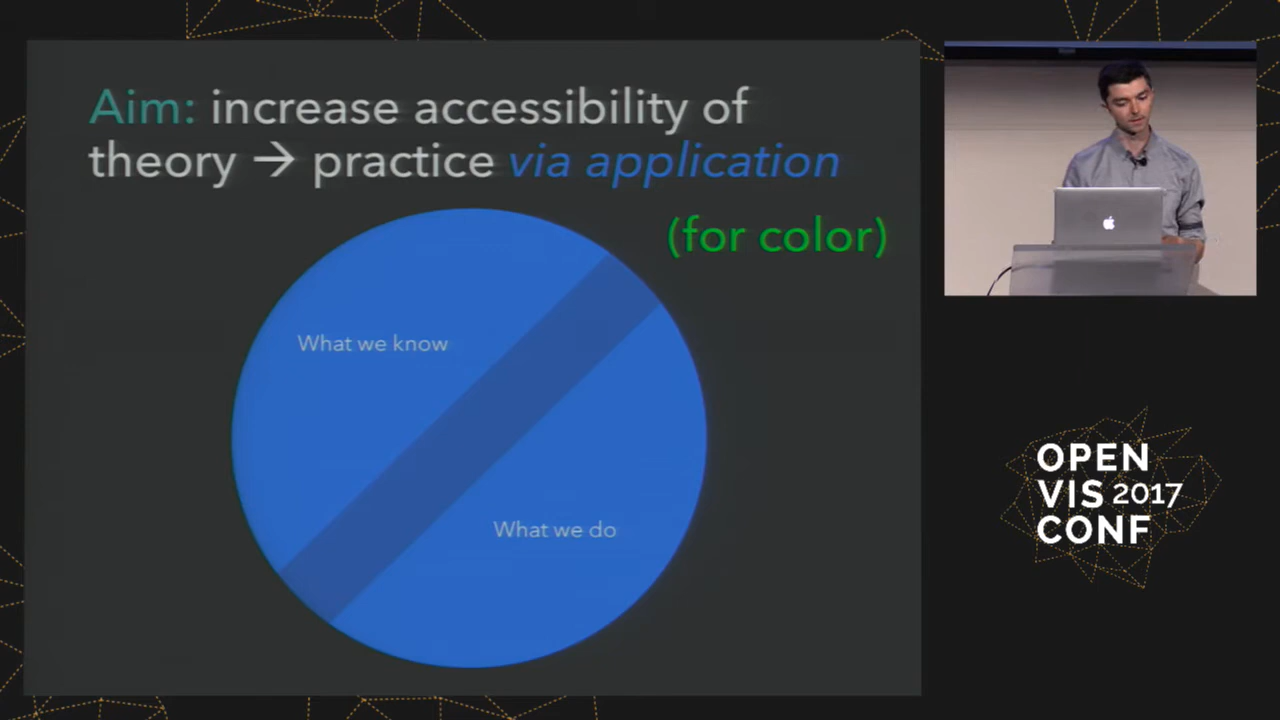 Aim: increase accessibility of
theory → practice via application
(for color)
What we know
What we do
OPEN
VIS 2017
CONF